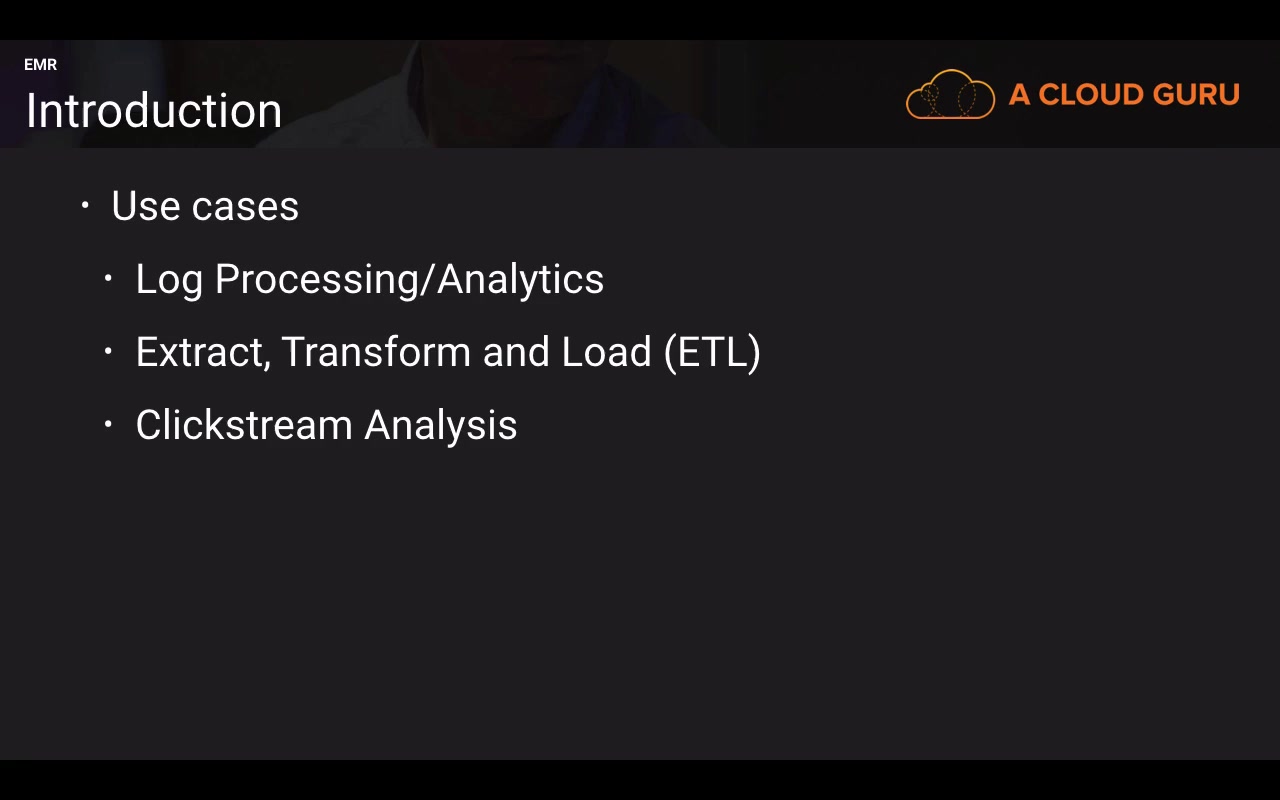 EMR
Introduction
A CLOUD GURU
• Use cases
• Log Processing/Analytics
• Extract, Transform and Load (ETL)
• Clickstream Analysis